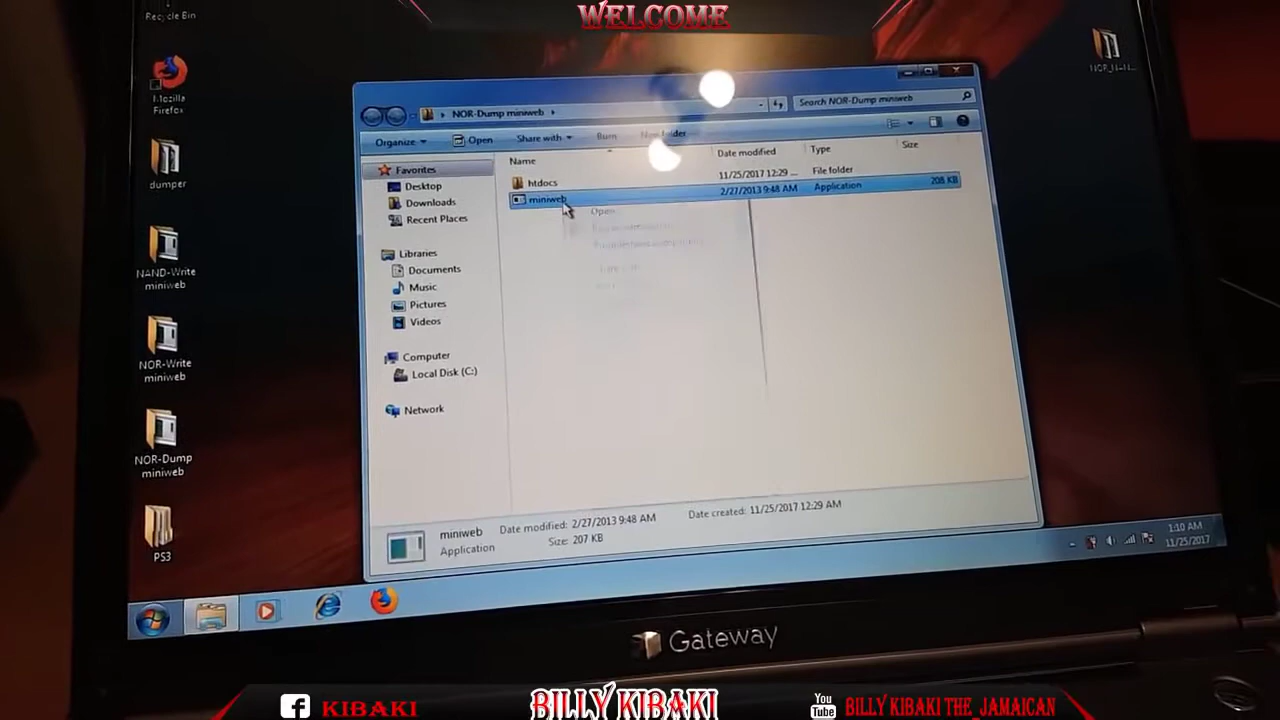 WELCOME
Recycle Bin
Mozilla
Firefox
dumper
NAND-Write
miniweb
NOR-Write
miniweb
NOR-Dump
miniweb
PS3
NOR-Dump miniweb
Search NOR-Dump miniweb
Organize
Open
Share with
Burn
New folder
Name
Date modified
Type
Size
htdocs
11/25/2017 12:29 ...
File folder
miniweb
2/27/2013 9:48 AM
Application
208 KB
Open
Favorites
Desktop
Downloads
Recent Places
Libraries
Documents
Music
Pictures
Videos
Computer
Local Disk (C:)
Network
miniweb
Application
Date modified: 2/27/2013 9:48 AM
Size: 207 KB
Date created: 11/25/2017 12:29 AM
1:10 AM
11/25/2017
Gateway
KIBAKI
BILLY KIBAKI
You
Tube
BILLY KIBAKI THE_JAMAICAN